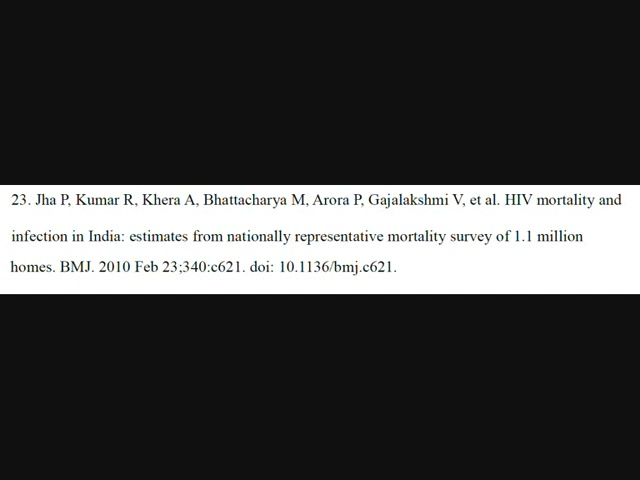 23. Jha P, Kumar R, Khera A, Bhattacharya M, Arora P, Gajalakshmi V, et al. HIV mortality and
infection in India: estimates from nationally representative mortality survey of 1.1 million
homes. BMJ. 2010 Feb 23;340:c621. doi: 10.1136/bmj.c621.